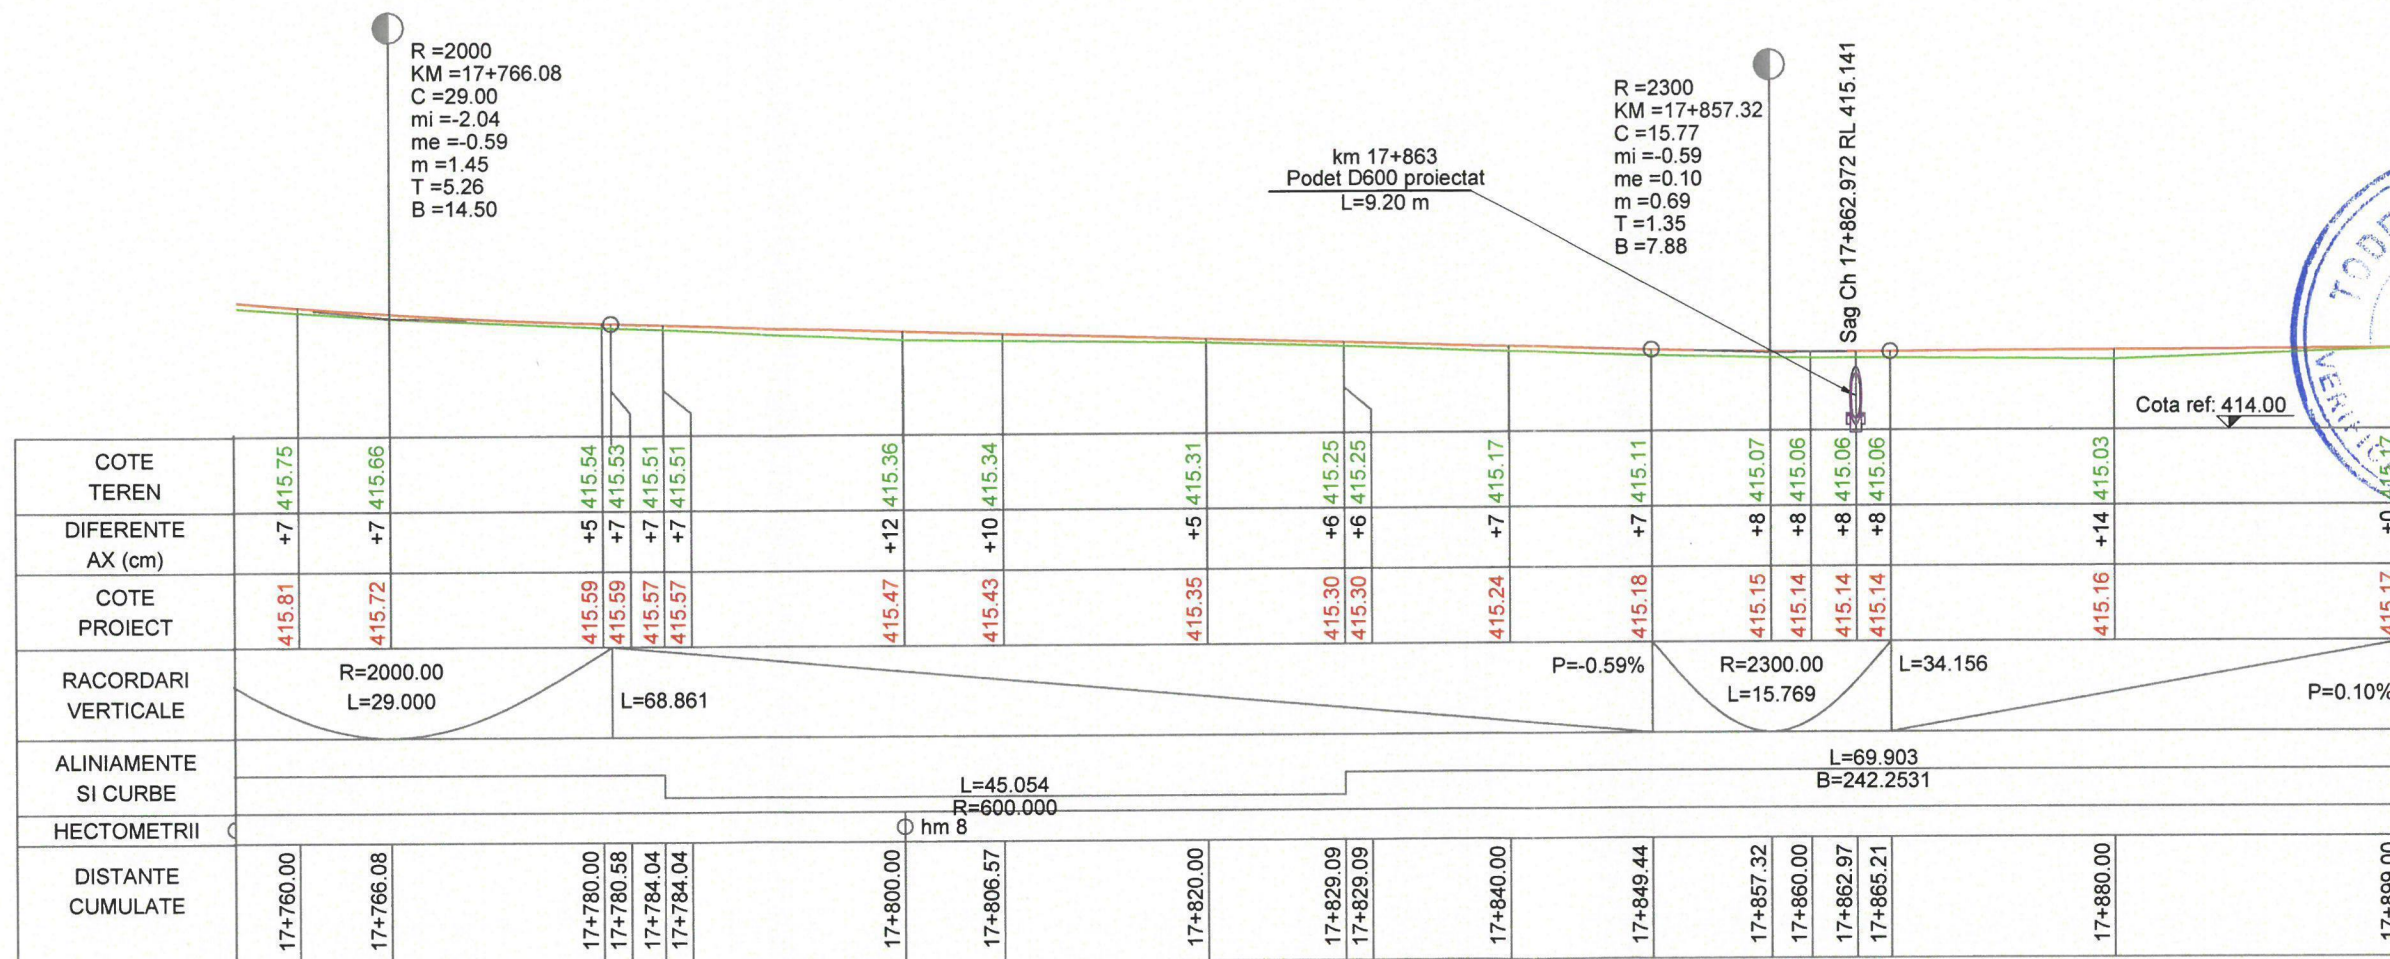 R =2000
KM =17+766.08
C =29.00
mi =-2.04
me =-0.59
m =1.45
T =5.26
B =14.50
km 17+863
Podet D600 proiectat
L=9.20 m
R =2300
KM =17+857.32
C =15.77
mi =-0.59
me =0.10
m =0.69
T =1.35
B =7.88
Sag Ch 17+862.972 RL 415.141
Cota ref: 414.00
COTE
TEREN
415.75 415.66 415.54 415.53 415.51 415.51 415.36 415.34 415.31 415.25 415.25 415.17 415.11 415.07 415.06 415.06 415.06 415.03 415.17
DIFERENTE
AX (cm)
+7 +7 +5 +7 +7 +7 +12 +10 +5 +6 +6 +7 +7 +8 +8 +8 +8 +14 +0
COTE
PROIECT
415.81 415.72 415.59 415.59 415.57 415.57 415.47 415.43 415.35 415.30 415.30 415.24 415.18 415.15 415.14 415.14 415.14 415.16 415.17
RACORDARI
VERTICALE
R=2000.00
L=29.000
L=68.861
P=-0.59%
R=2300.00
L=15.769
L=34.156
P=0.10%
ALINIAMENTE
SI CURBE
L=45.054
R=600.000
L=69.903
B=242.2531
HECTOMETRII
hm 8
DISTANTE
CUMULATE
17+760.00 17+766.08 17+780.00 17+780.58 17+784.04 17+784.04 17+800.00 17+806.57 17+820.00 17+829.09 17+829.09 17+840.00 17+849.44 17+857.32 17+860.00 17+862.97 17+865.21 17+880.00 17+899.00